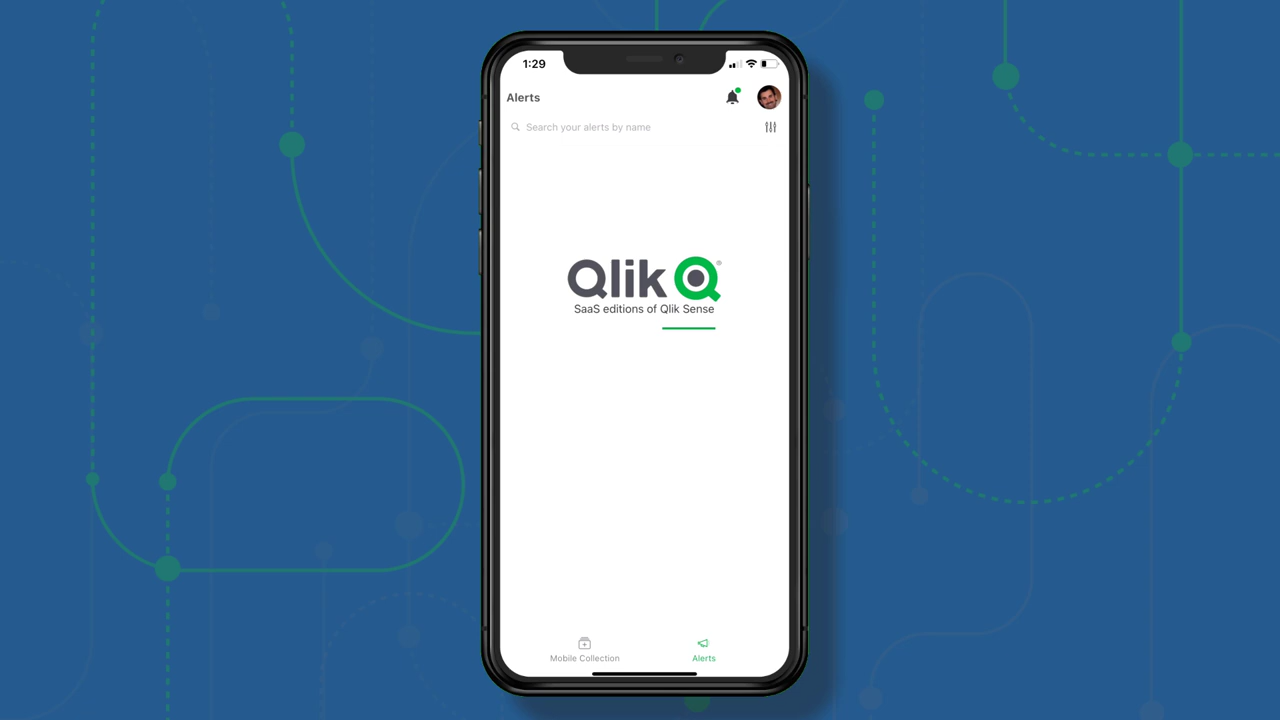 1:29
Alerts
Search your alerts by name
Qlik Q®
SaaS editions of Qlik Sense
Mobile Collection
Alerts